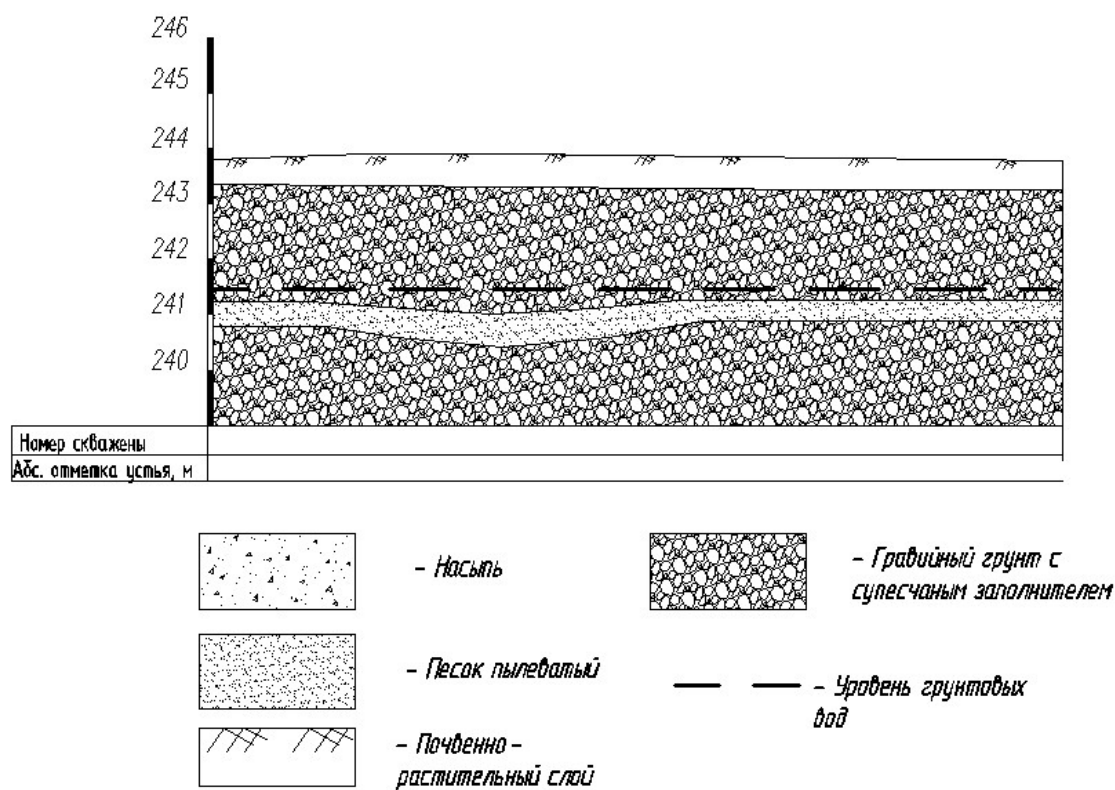 246
245
244
243
242
241
240
Номер скважены
Абс. отметка устья, м
- Насыпь
- Гравийный грунт с
супесчаным заполнителем
- Песок пылеватый
- Уровень грунтовых
вод
- Почвенно -
растительный слой